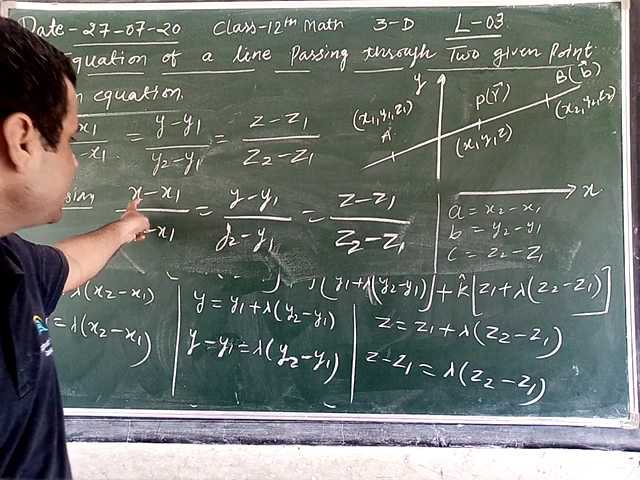 Date - 27-07-20 Class-12th Math 3-D L-03
Equation of a line Passing through Two given Point
equation
x1 = y-y1 / y2-y1 = z-z1 / z2-z1
-x1
y
(x1,y1,z1)
A
P(r⃗)
(x,y,z)
B(b⃗)
(x2,y2,z2)
x
x-x1 / -x1 = y-y1 / y2-y1 = z-z1 / z2-z1
a = x2-x1
b = y2-y1
c = z2-z1
[y1+λ(y2-y1)]+k̂[z1+λ(z2-z1)]
λ(x2-x1)
= λ(x2-x1)
y = y1+λ(y2-y1)
y-y1 = λ(y2-y1)
z = z1+λ(z2-z1)
z-z1 = λ(z2-z1)